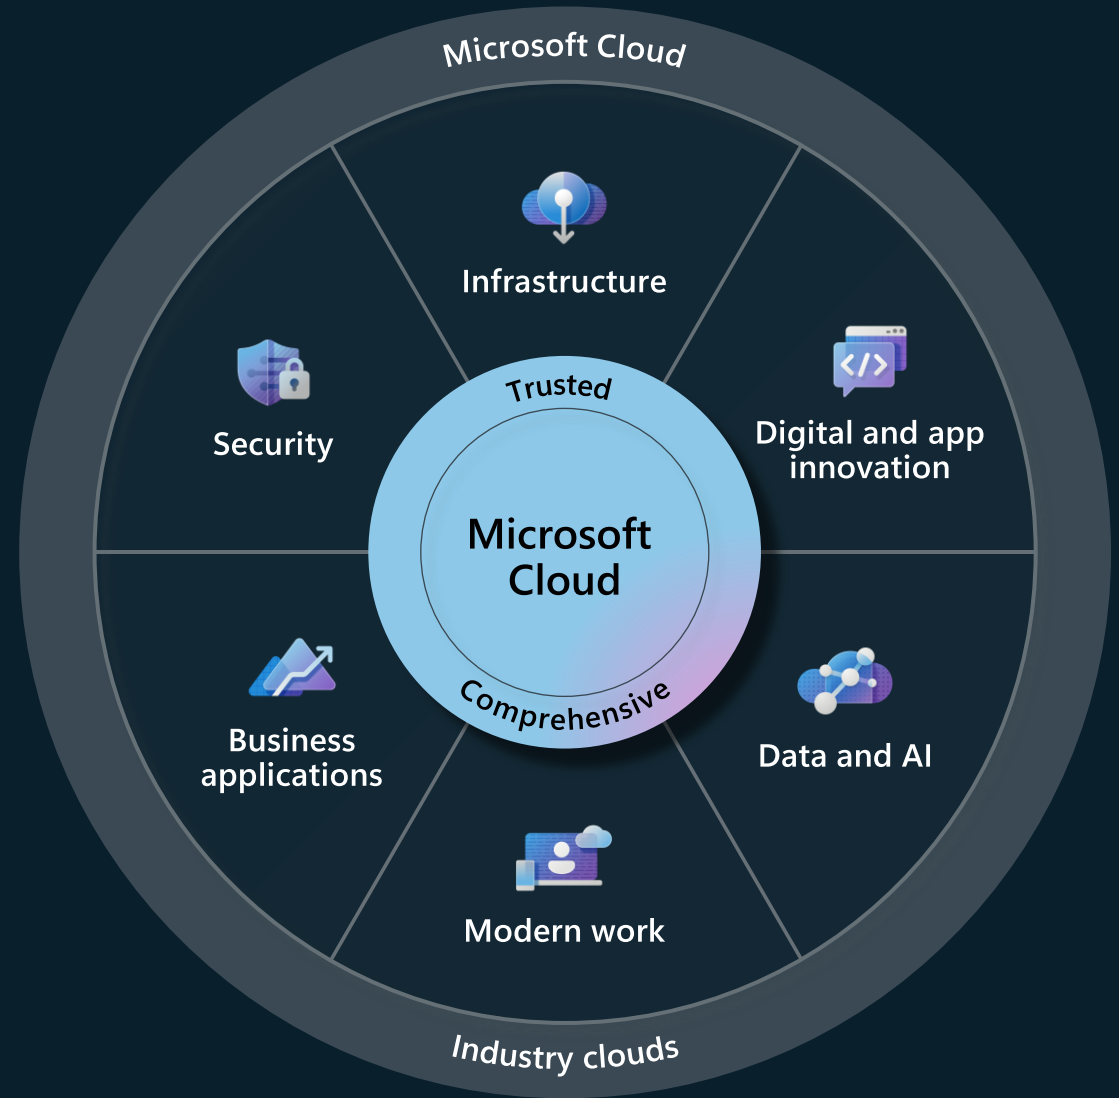 Microsoft Cloud
Infrastructure
Digital and app
innovation
Data and AI
Modern work
Business
applications
Security
Trusted
Microsoft
Cloud
Comprehensive
Industry clouds